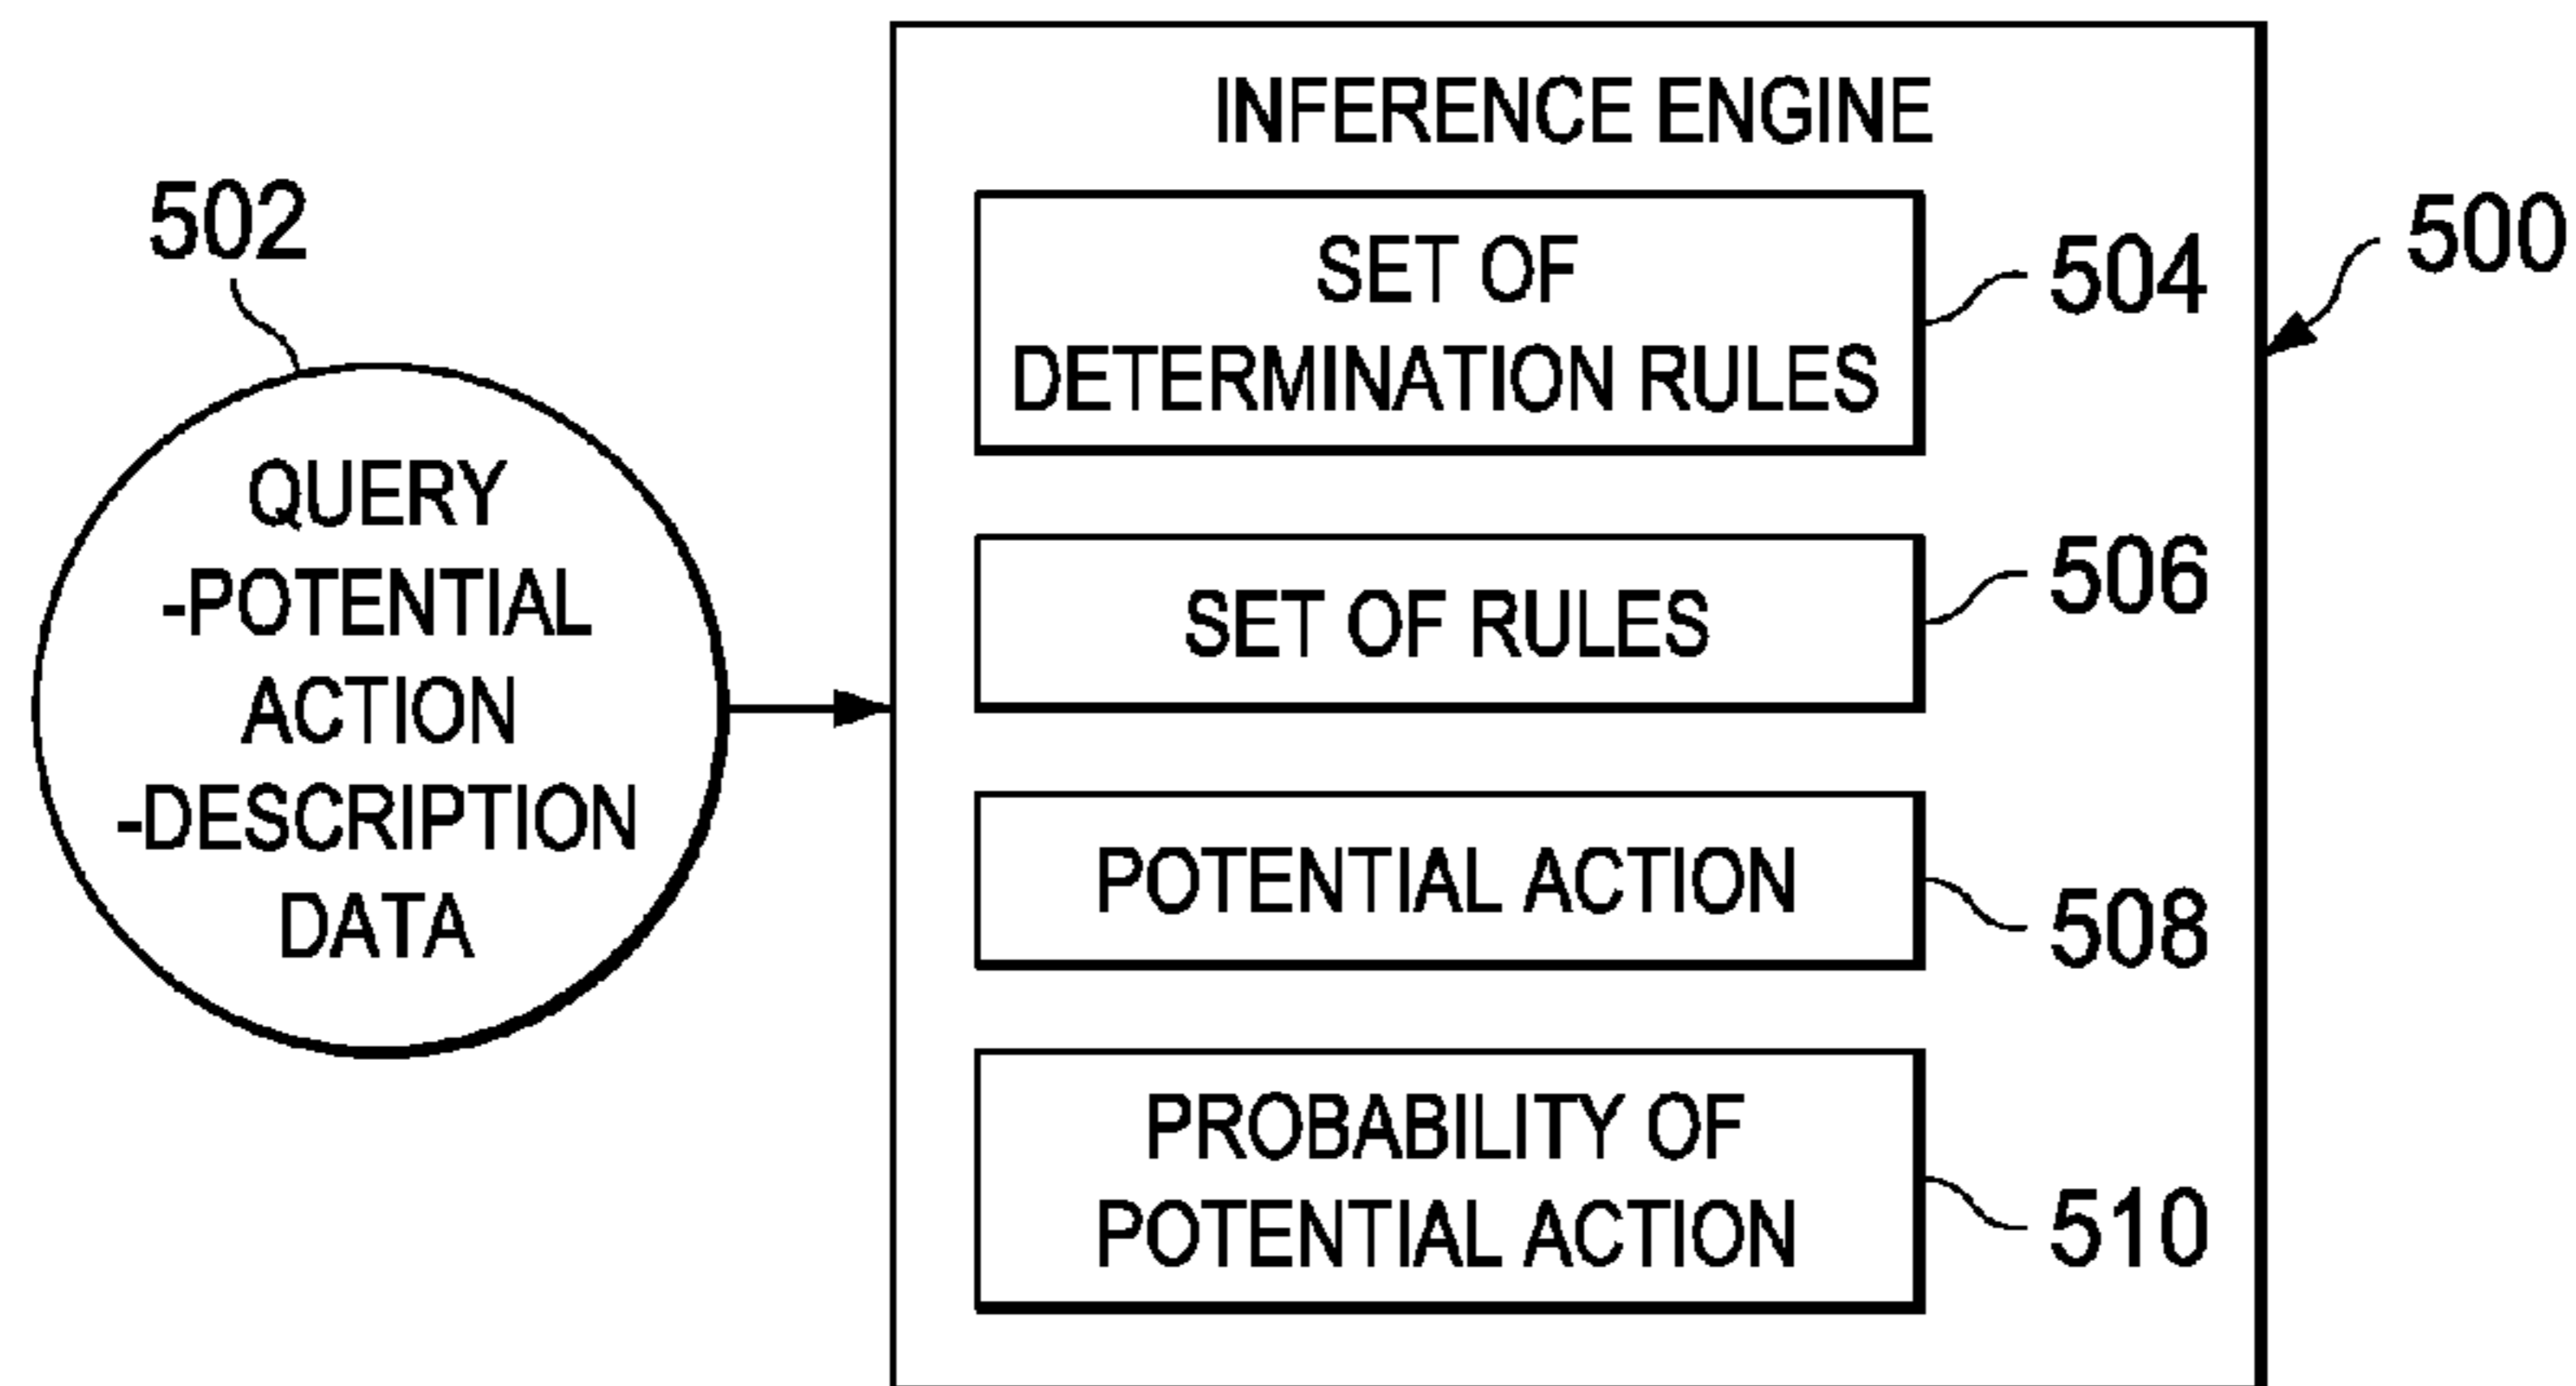 502
QUERY
-POTENTIAL
ACTION
-DESCRIPTION
DATA
INFERENCE ENGINE
SET OF
DETERMINATION RULES
504
500
SET OF RULES
506
POTENTIAL ACTION
508
PROBABILITY OF
POTENTIAL ACTION
510